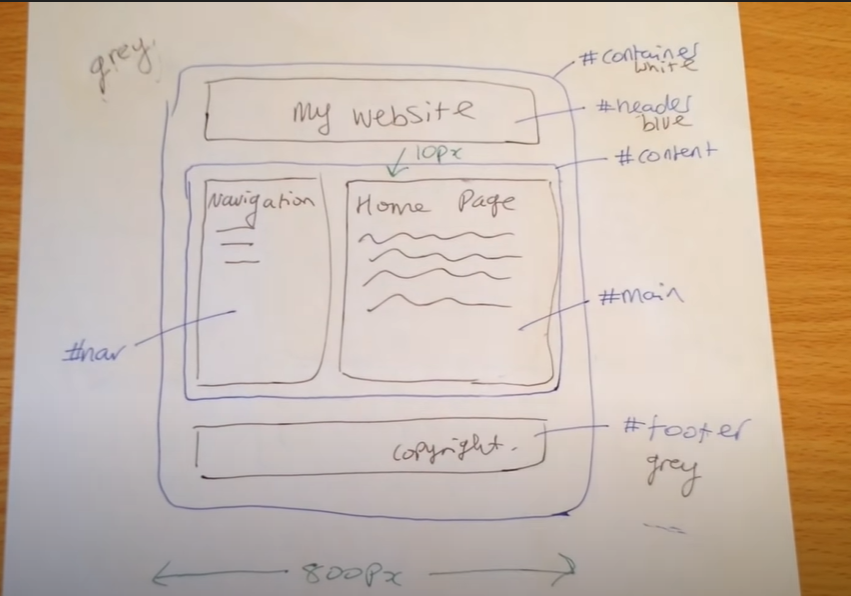 grey
#container
white
My website
#header
blue
10px
#content
Navigation
Home Page
#main
#nav
#footer
copyright.
grey
800px